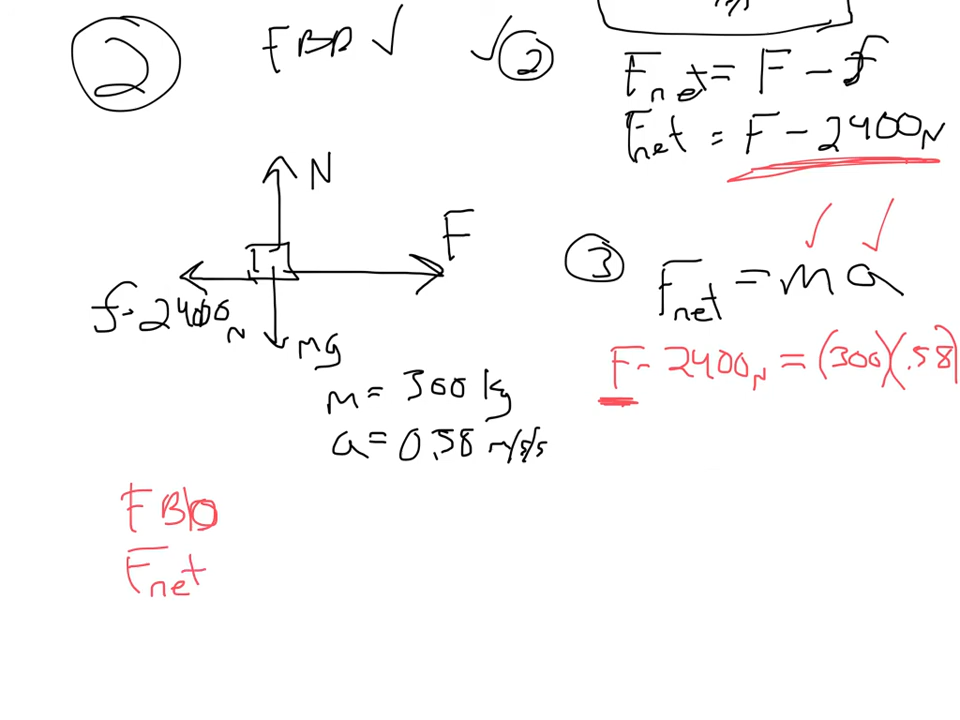 2 FBD ✓ ✓ 2
Fnet = F - f
Fnet = F - 2400N
N
F
f = 2400N
mg
m = 300 kg
a = 0.58 m/s/s
3 Fnet = ma
F - 2400N = (300)(.58)
FBD
Fnet